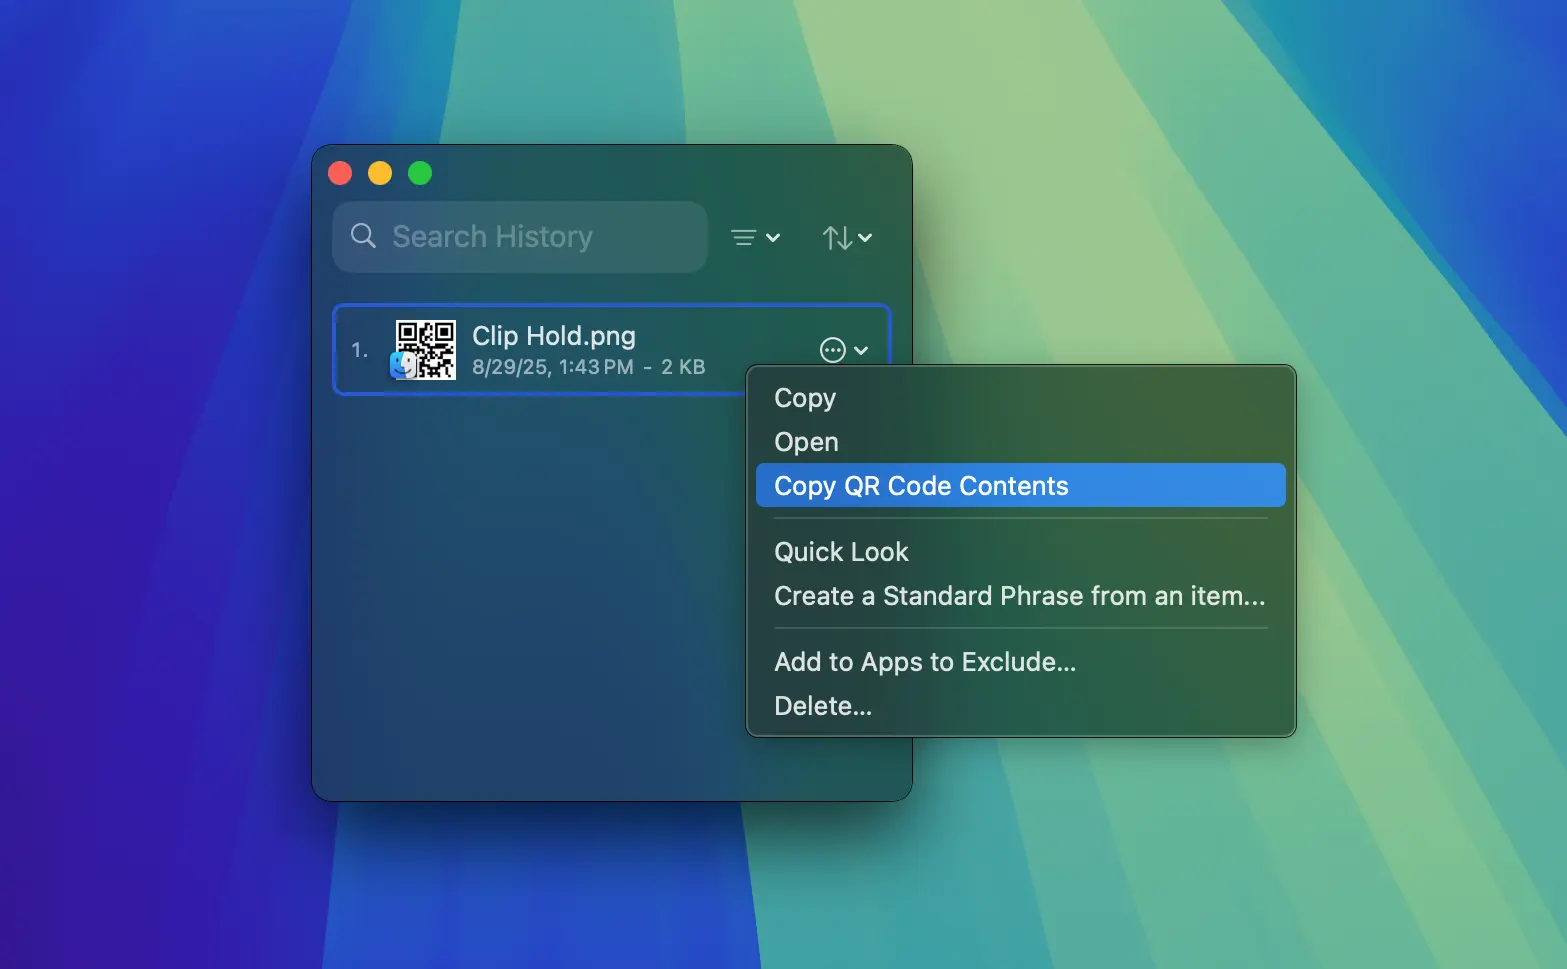 Search History
1.
Clip Hold.png
8/29/25, 1:43 PM - 2 KB
Copy
Open
Copy QR Code Contents
Quick Look
Create a Standard Phrase from an item...
Add to Apps to Exclude...
Delete...